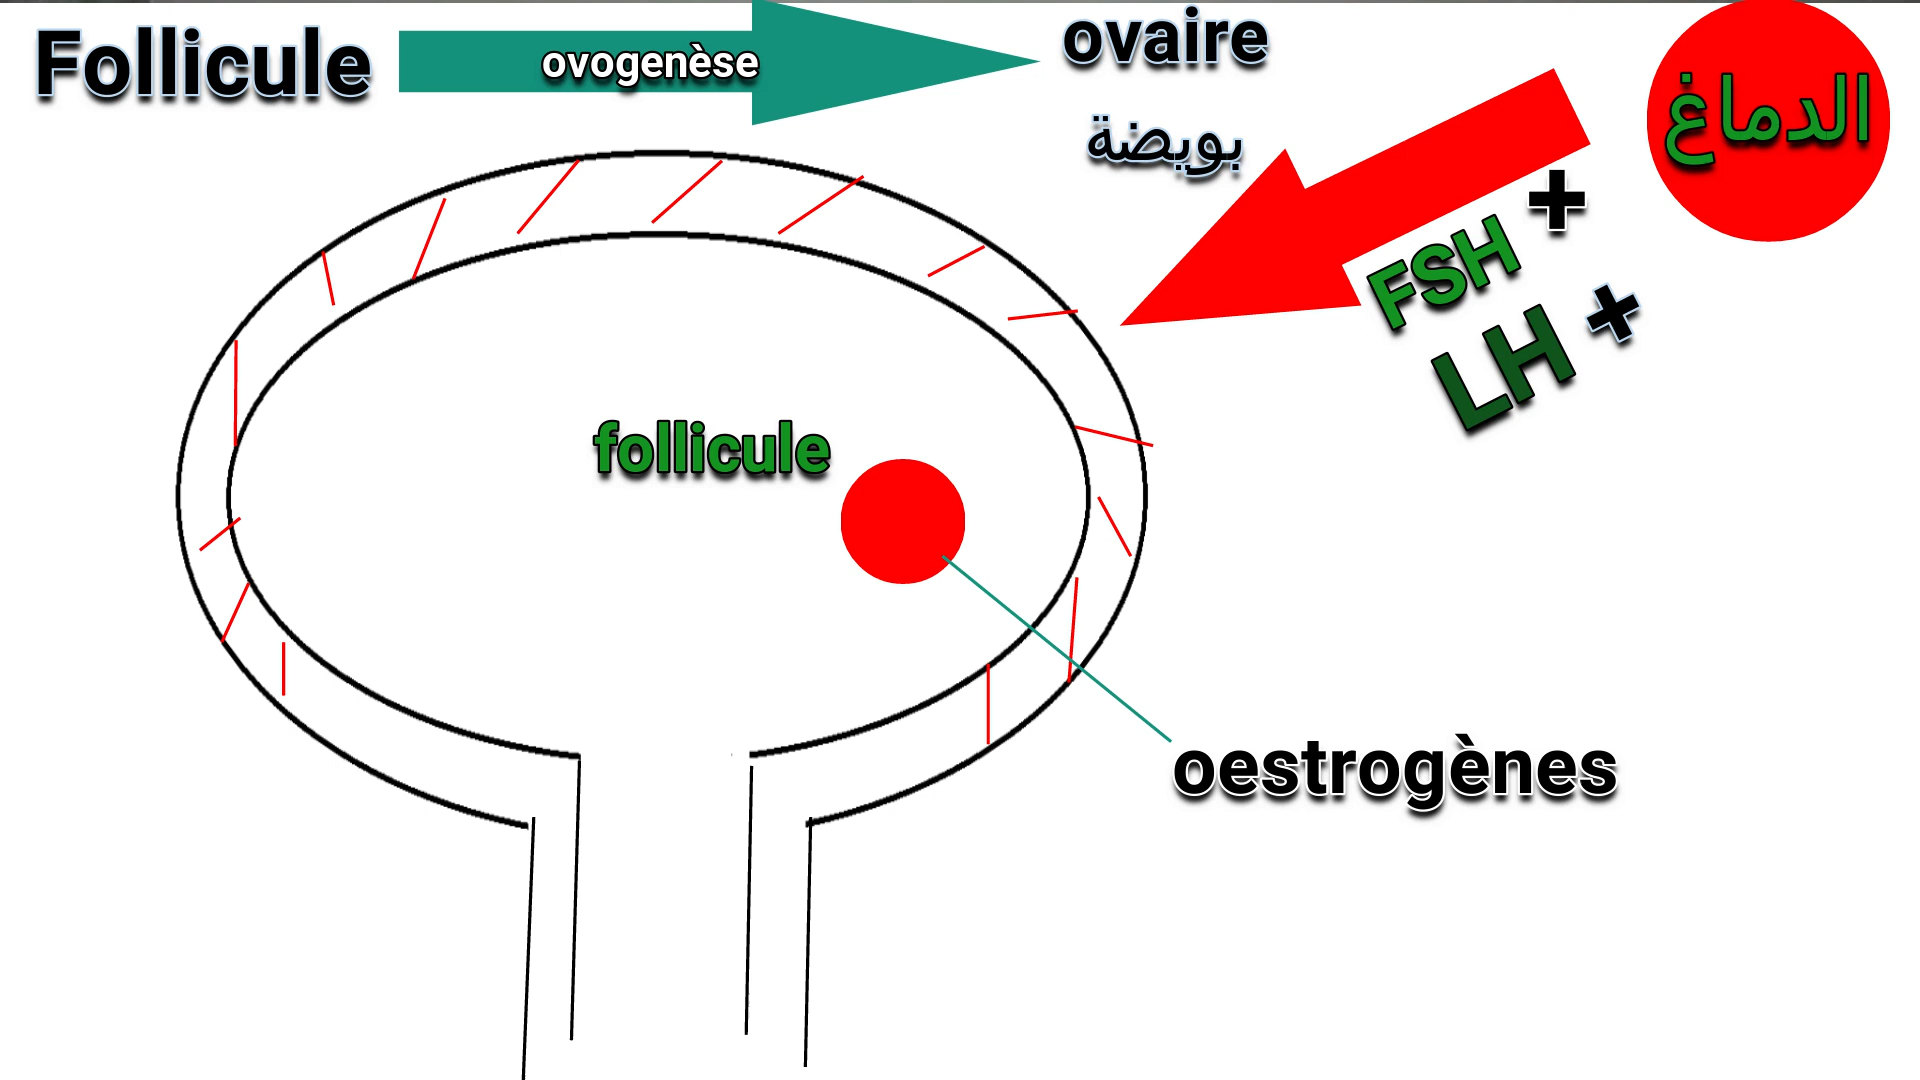 Follicule
ovogenèse
ovaire
بويضة
الدماغ
FSH +
LH +
follicule
oestrogènes